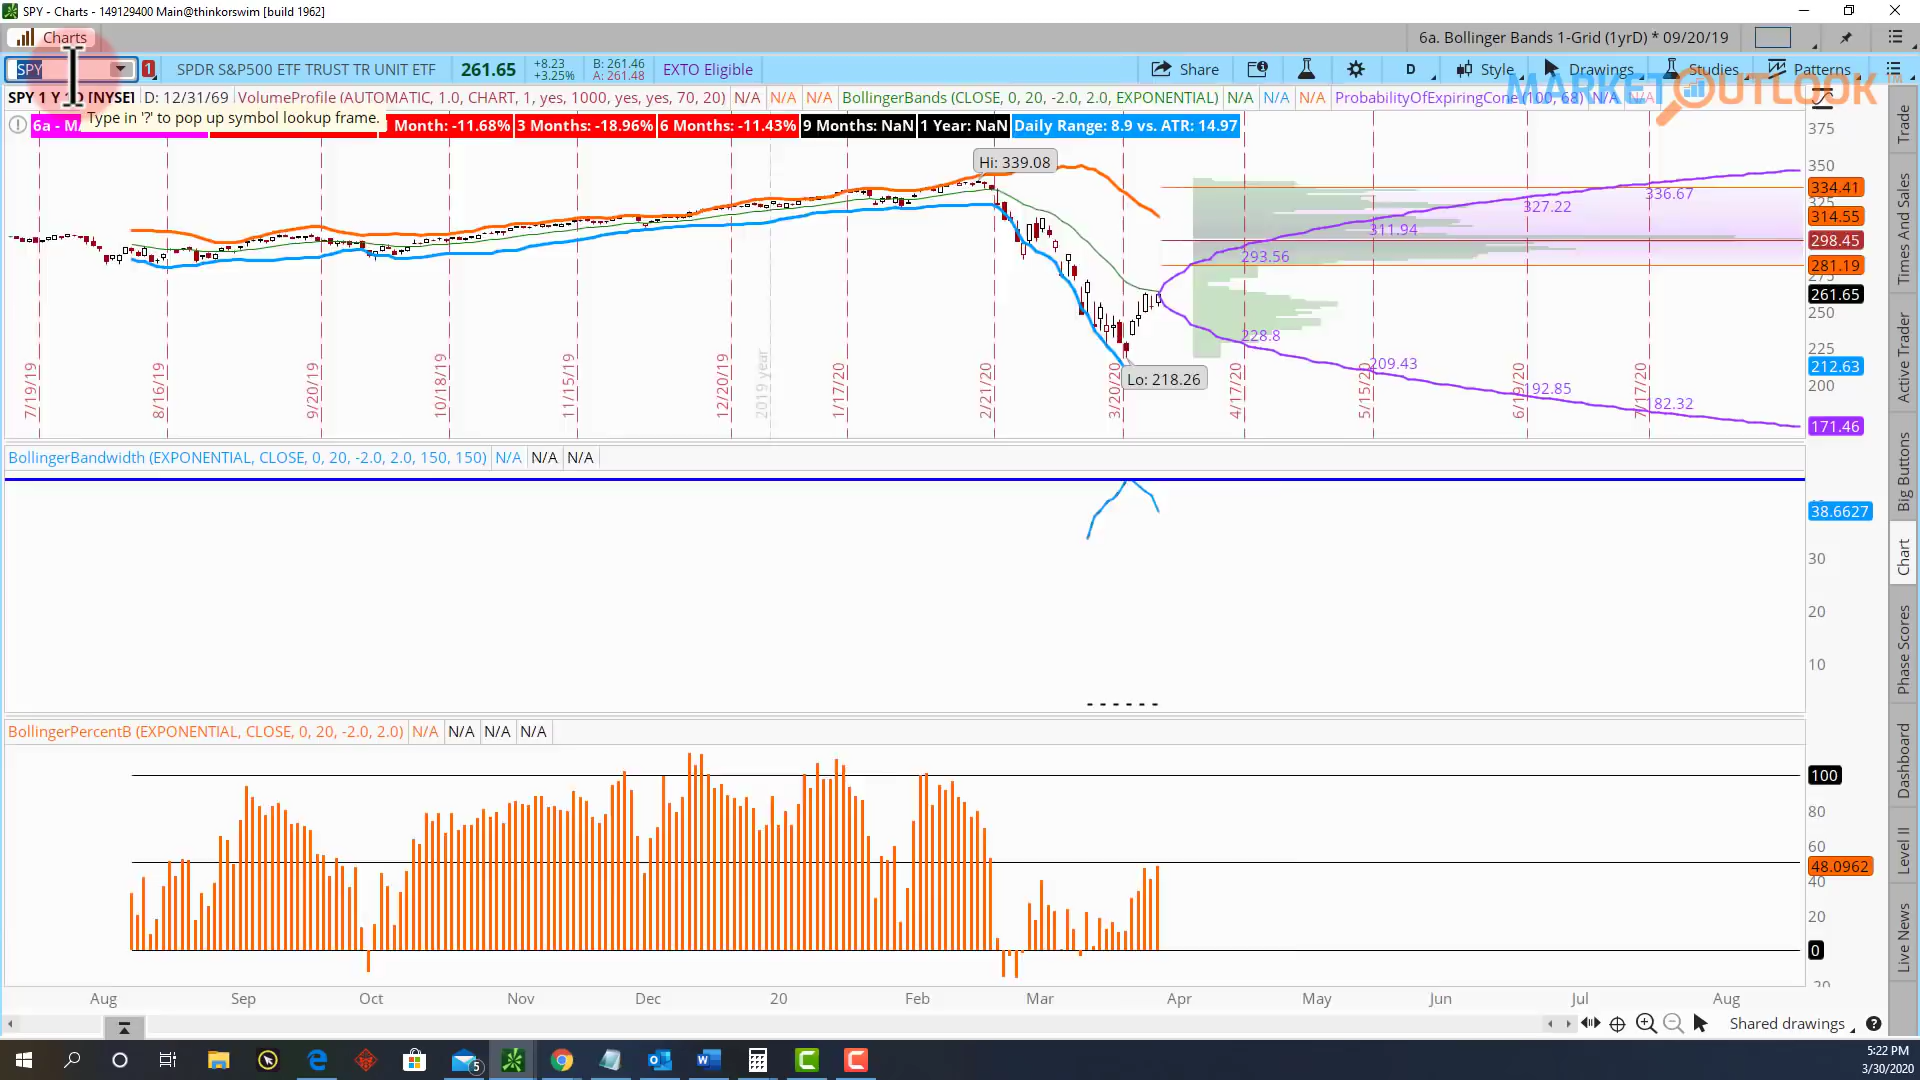 SPY - Charts - 149129400 Main@thinkorswim [build 1962]
Charts
6a. Bollinger Bands 1-Grid (1yrD) * 09/20/19
SPY
1
SPDR S&P500 ETF TRUST TR UNIT ETF
261.65
+8.23
+3.25%
B: 261.46
A: 261.48
EXTO Eligible
Share
D
Style
Drawings
Studies
Patterns
MARKET OUTLOOK
SPY 1 Y 1D [NYSE]
D: 12/31/69
VolumeProfile (AUTOMATIC, 1.0, CHART, 1, yes, 1000, yes, yes, 70, 20)
N/A
N/A
N/A
BollingerBands (CLOSE, 0, 20, -2.0, 2.0, EXPONENTIAL)
N/A
N/A
N/A
ProbabilityOfExpiringCone (100, 68)
N/A
N/A
Type in '?' to pop up symbol lookup frame.
6a - 
Month: -11.68%
3 Months: -18.96%
6 Months: -11.43%
9 Months: NaN
1 Year: NaN
Daily Range: 8.9 vs. ATR: 14.97
Hi: 339.08
Lo: 218.26
336.67
327.22
311.94
293.56
228.8
209.43
192.85
82.32
375
350
334.41
325
314.55
298.45
281.19
275
261.65
250
225
212.63
200
171.46
7/19/19
8/16/19
9/20/19
10/18/19
11/15/19
12/20/19
2019 year
1/17/20
2/21/20
3/20/20
4/17/20
5/15/20
6/19/20
7/17/20
BollingerBandwidth (EXPONENTIAL, CLOSE, 0, 20, -2.0, 2.0, 150, 150)
N/A
N/A
N/A
38.6627
30
20
10
BollingerPercentB (EXPONENTIAL, CLOSE, 0, 20, -2.0, 2.0)
N/A
N/A
N/A
N/A
100
80
60
48.0962
40
20
0
-20
Aug
Sep
Oct
Nov
Dec
20
Feb
Mar
Apr
May
Jun
Jul
Aug
Shared drawings
Trade
Times And Sales
Active Trader
Big Buttons
Chart
Phase Scores
Dashboard
Level II
Live News
5
5:22 PM
3/30/2020